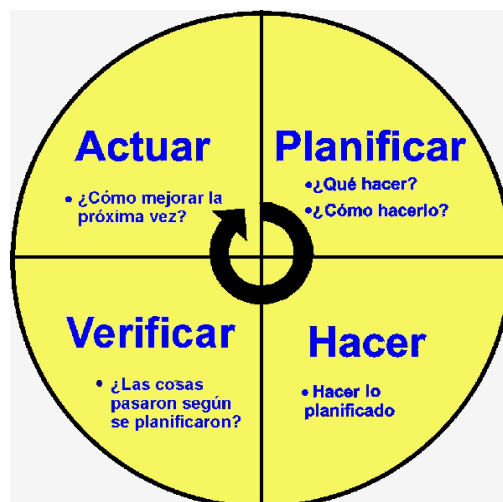 Actuar
• ¿Cómo mejorar la
próxima vez?
Planificar
•¿Qué hacer?
•¿Cómo hacerlo?
Verificar
• ¿Las cosas
pasaron según
se planificaron?
Hacer
• Hacer lo
planificado